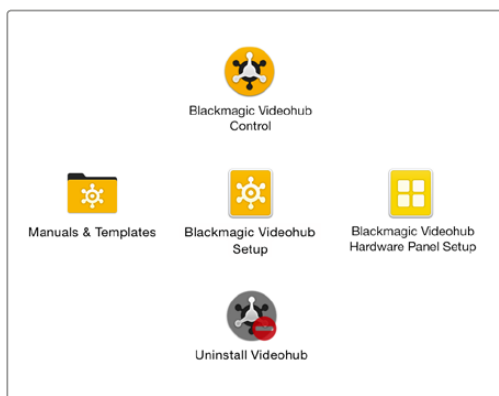 Blackmagic Videohub
Control
Manuals & Templates
Blackmagic Videohub
Setup
Blackmagic Videohub
Hardware Panel Setup
Uninstall Videohub